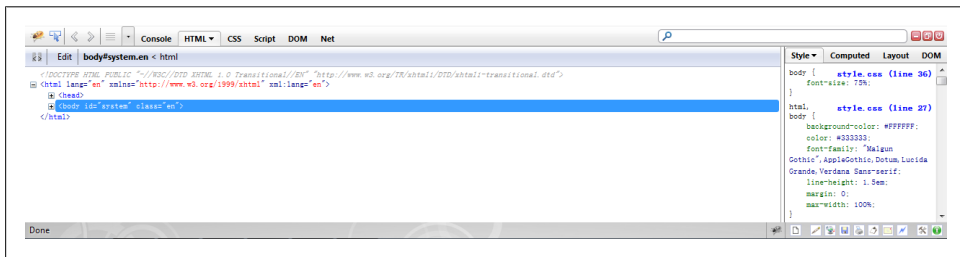 Console HTML CSS Script DOM Net
Edit body#system.en < html
<!DOCTYPE HTML PUBLIC "-//W3C//DTD XHTML 1.0 Transitional//EN" "http://www.w3.org/TR/xhtml1/DTD/xhtml1-transitional.dtd">
<html lang="en" xmlns="http://www.w3.org/1999/xhtml" xml:lang="en">
<head>
<body id="system" class="en">
</html>
Style Computed Layout DOM
body { style.css (line 36)
font-size: 75%;
}
html, style.css (line 27)
body {
background-color: #FFFFFF;
color: #333333;
font-family: "Malgun
Gothic",AppleGothic,Dotum,Lucida
Grande,Verdana Sans-serif;
line-height: 1.5em;
margin: 0;
max-width: 100%;
}
Done